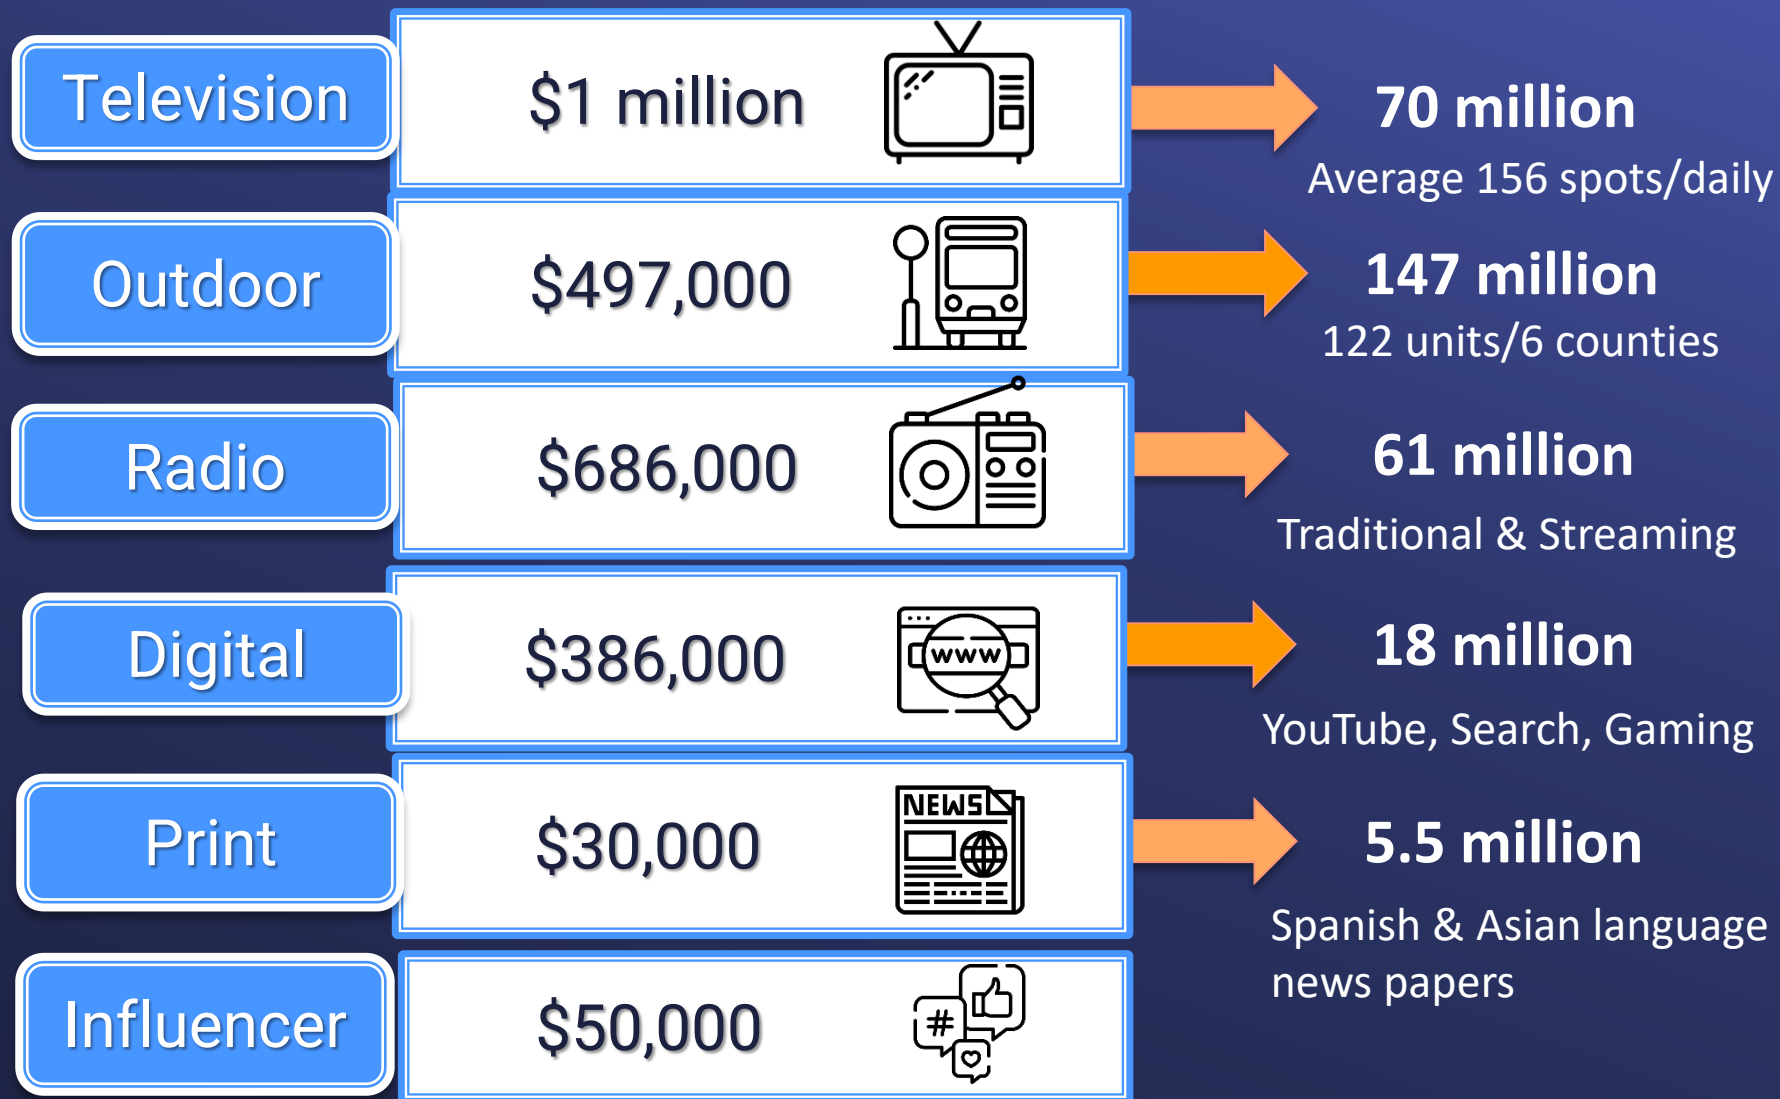 Television
$1 million
70 million
Average 156 spots/daily
Outdoor
$497,000
147 million
122 units/6 counties
Radio
$686,000
61 million
Traditional & Streaming
Digital
$386,000
www
18 million
YouTube, Search, Gaming
Print
$30,000
NEWS
5.5 million
Spanish & Asian language
news papers
Influencer
$50,000
#